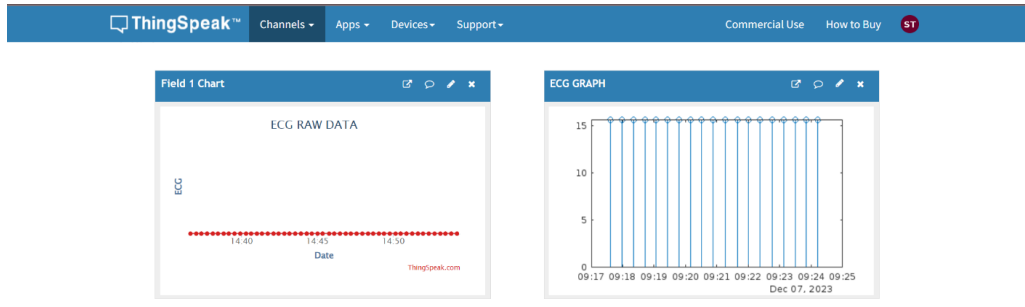 ThingSpeak™ Channels Apps Devices Support Commercial Use How to Buy ST
Field 1 Chart
ECG RAW DATA
ECG
14:40 14:45 14:50
Date
ThingSpeak.com
ECG GRAPH
15
10
5
0
09:17 09:18 09:19 09:20 09:21 09:22 09:23 09:24 09:25
Dec 07, 2023